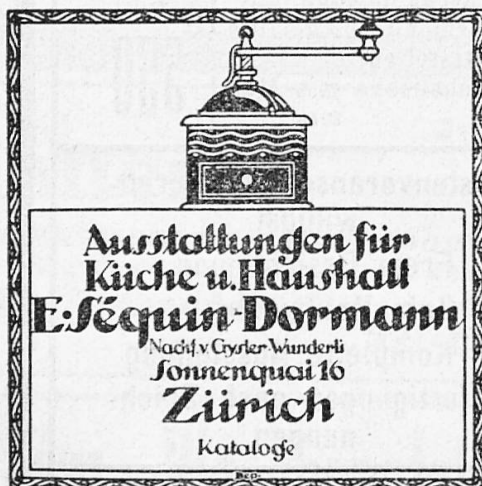 Ausstattungen für
Küche u. Haushalt
E. Séquin-Dormann
Nachf. v. Gysler-Wunderli
Sonnenquai 16
Zürich
Kataloge